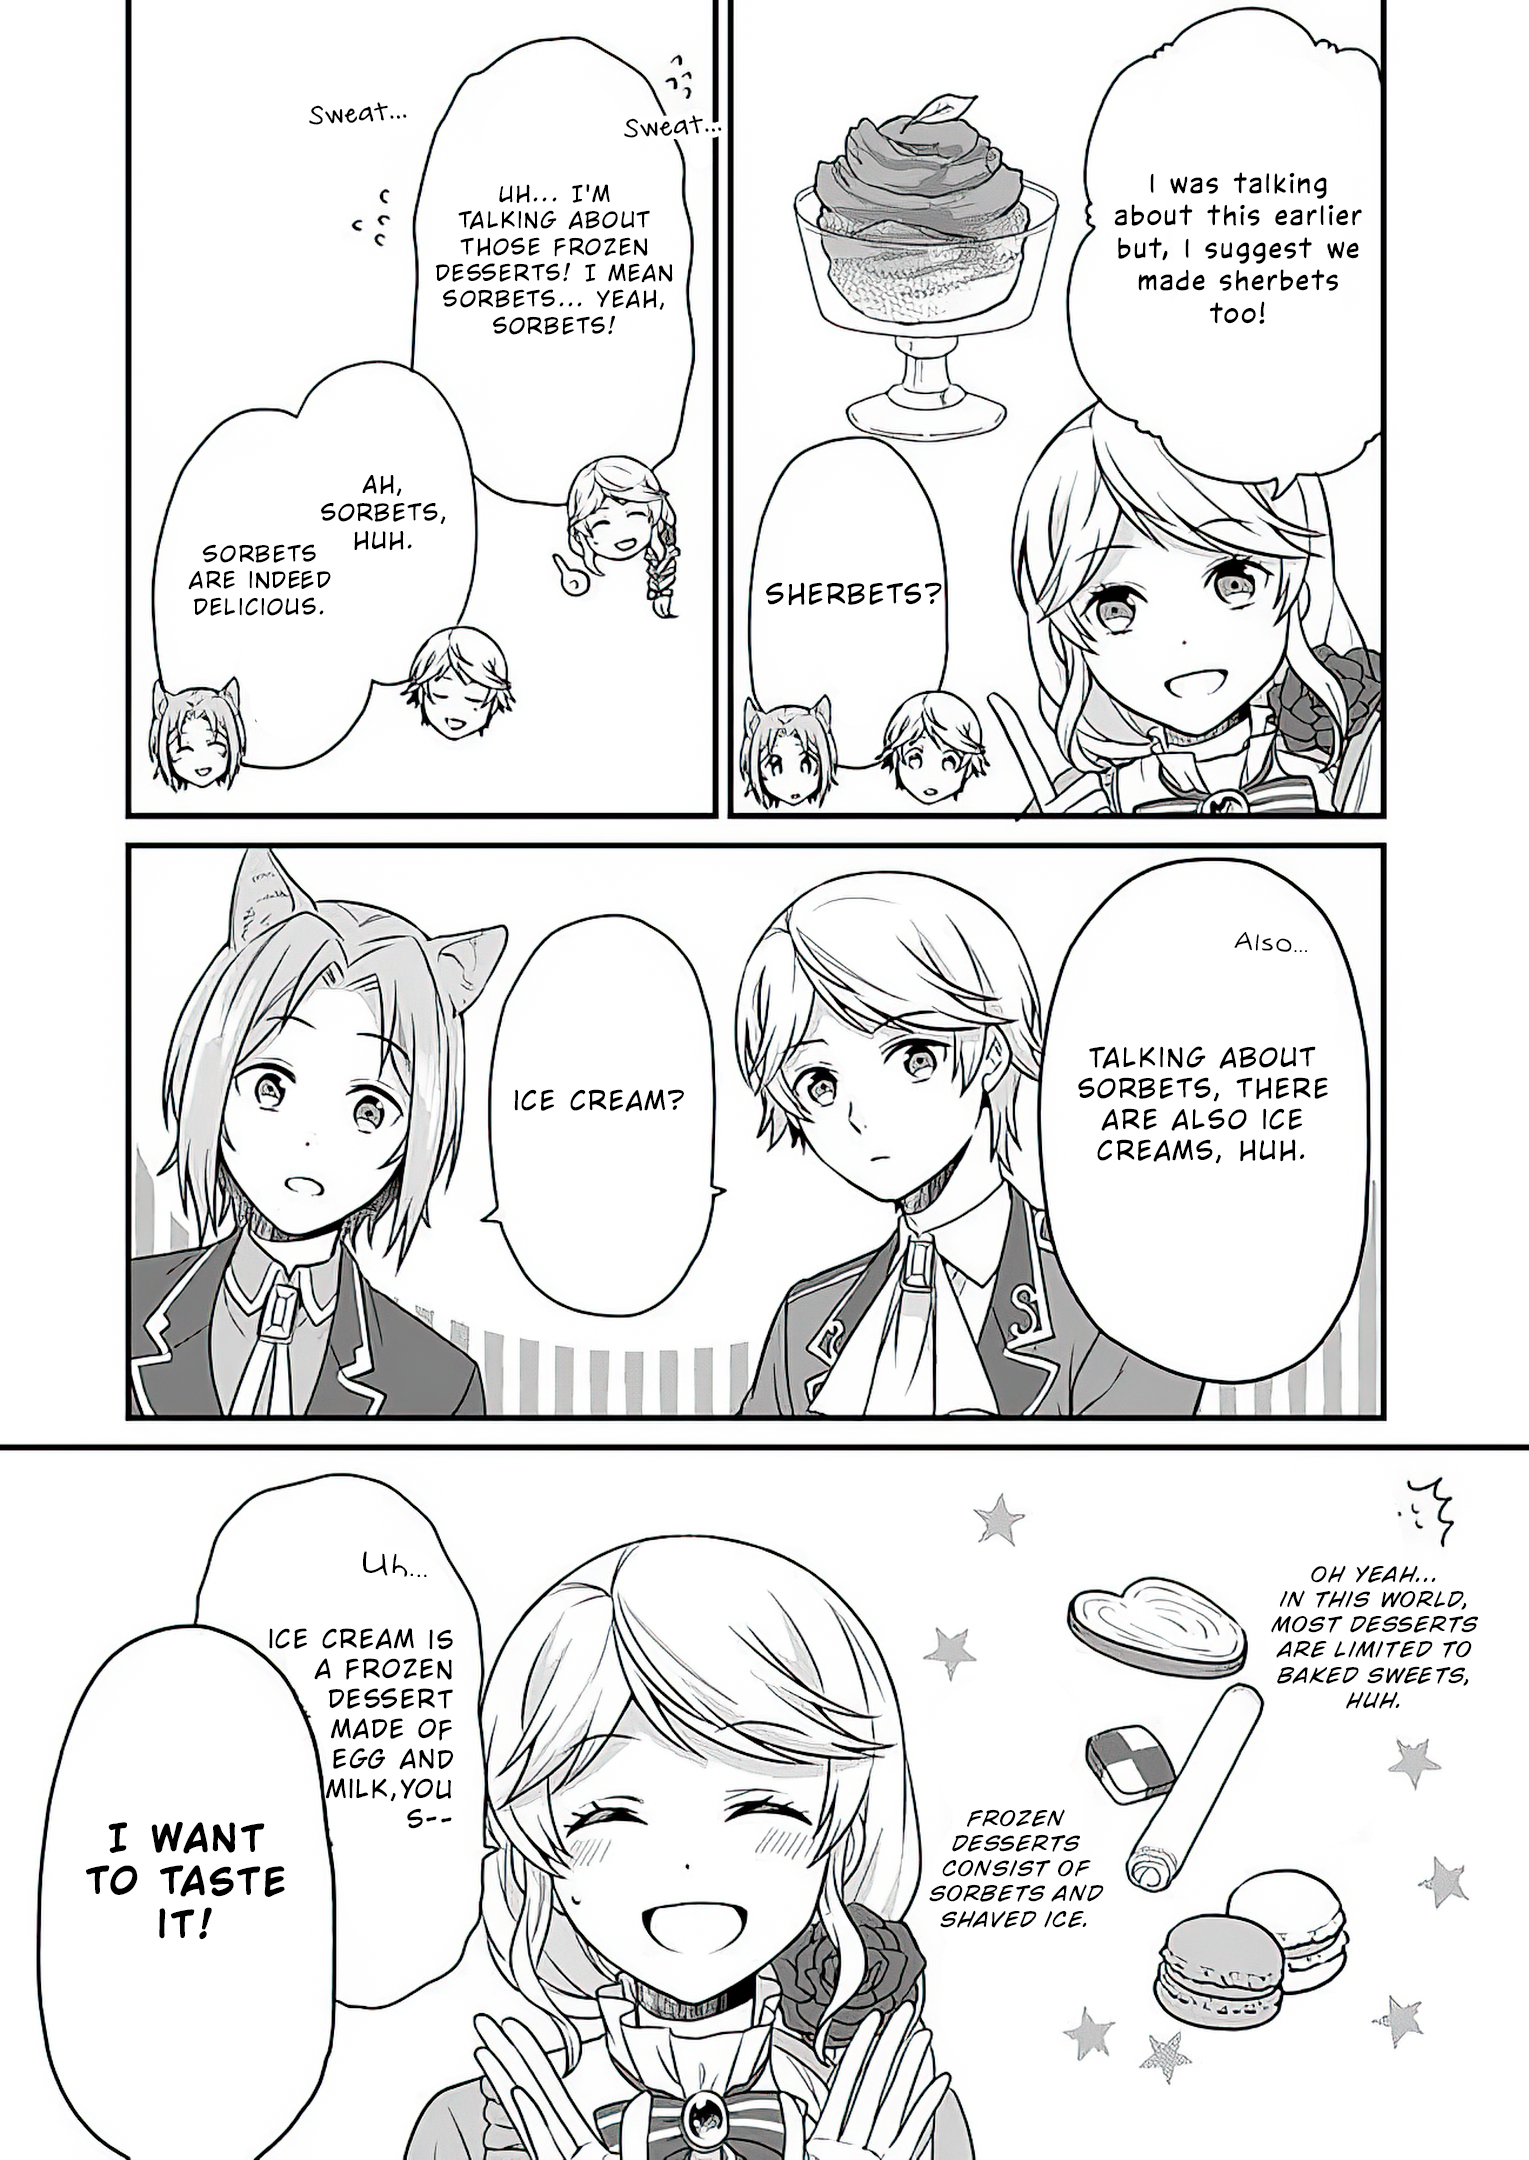 I was talking
about this earlier
but, I suggest we
made sherbets
too!
SHERBETS?
Sweat...
UH... I'M
TALKING ABOUT
THOSE FROZEN
DESSERTS! I MEAN
SORBETS... YEAH,
SORBETS!
Sweat...
AH,
SORBETS,
HUH.
SORBETS
ARE INDEED
DELICIOUS.
Also...
TALKING ABOUT
SORBETS, THERE
ARE ALSO ICE
CREAMS, HUH.
ICE CREAM?
OH YEAH...
IN THIS WORLD,
MOST DESSERTS
ARE LIMITED TO
BAKED SWEETS,
HUH.
FROZEN
DESSERTS
CONSIST OF
SORBETS AND
SHAVED ICE.
Uh...
ICE CREAM IS
A FROZEN
DESSERT
MADE OF
EGG AND
MILK,YOU
S--
I WANT
TO TASTE
IT!